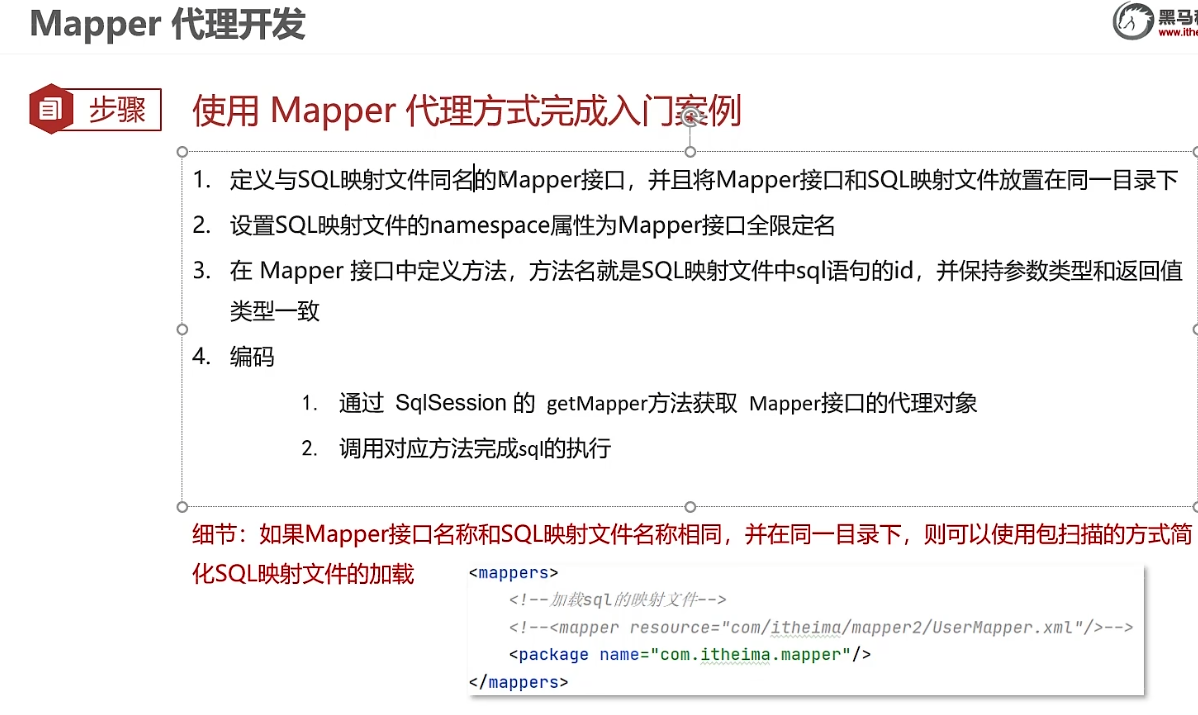 Mapper 代理开发
黑马
www.ithe
步骤
使用 Mapper 代理方式完成入门案例
1. 定义与SQL映射文件同名的Mapper接口，并且将Mapper接口和SQL映射文件放置在同一目录下
2. 设置SQL映射文件的namespace属性为Mapper接口全限定名
3. 在 Mapper 接口中定义方法，方法名就是SQL映射文件中sql语句的id，并保持参数类型和返回值
类型一致
4. 编码
1. 通过 SqlSession 的 getMapper方法获取 Mapper接口的代理对象
2. 调用对应方法完成sql的执行
细节：如果Mapper接口名称和SQL映射文件名称相同，并在同一目录下，则可以使用包扫描的方式简
化SQL映射文件的加载
<mappers>
<!--加载sql的映射文件-->
<!--<mapper resource="com/itheima/mapper2/UserMapper.xml"/>-->
<package name="com.itheima.mapper"/>
</mappers>